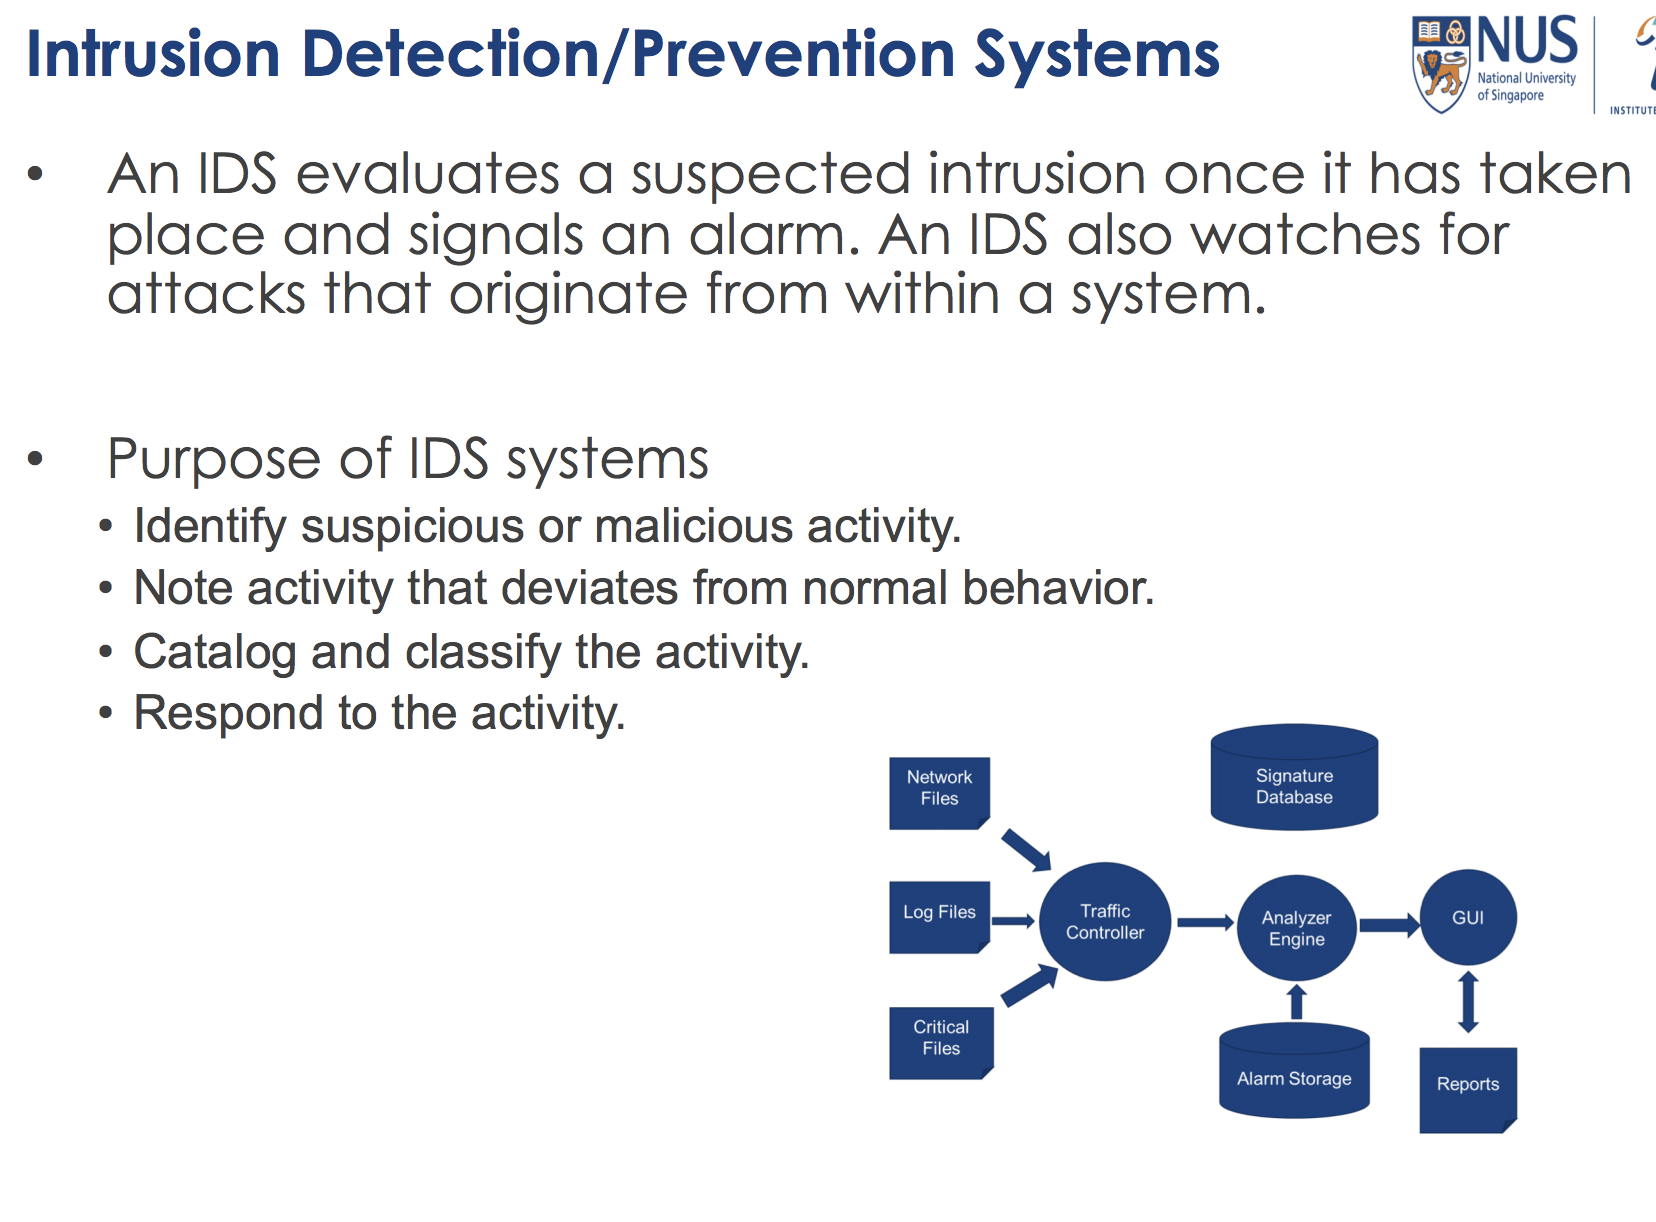 Intrusion Detection/Prevention Systems
NUS
National University
of Singapore
INSTITUTE
• An IDS evaluates a suspected intrusion once it has taken
place and signals an alarm. An IDS also watches for
attacks that originate from within a system.
• Purpose of IDS systems
• Identify suspicious or malicious activity.
• Note activity that deviates from normal behavior.
• Catalog and classify the activity.
• Respond to the activity.
Network
Files
Signature
Database
Log Files
Traffic
Controller
Analyzer
Engine
GUI
Critical
Files
Alarm Storage
Reports